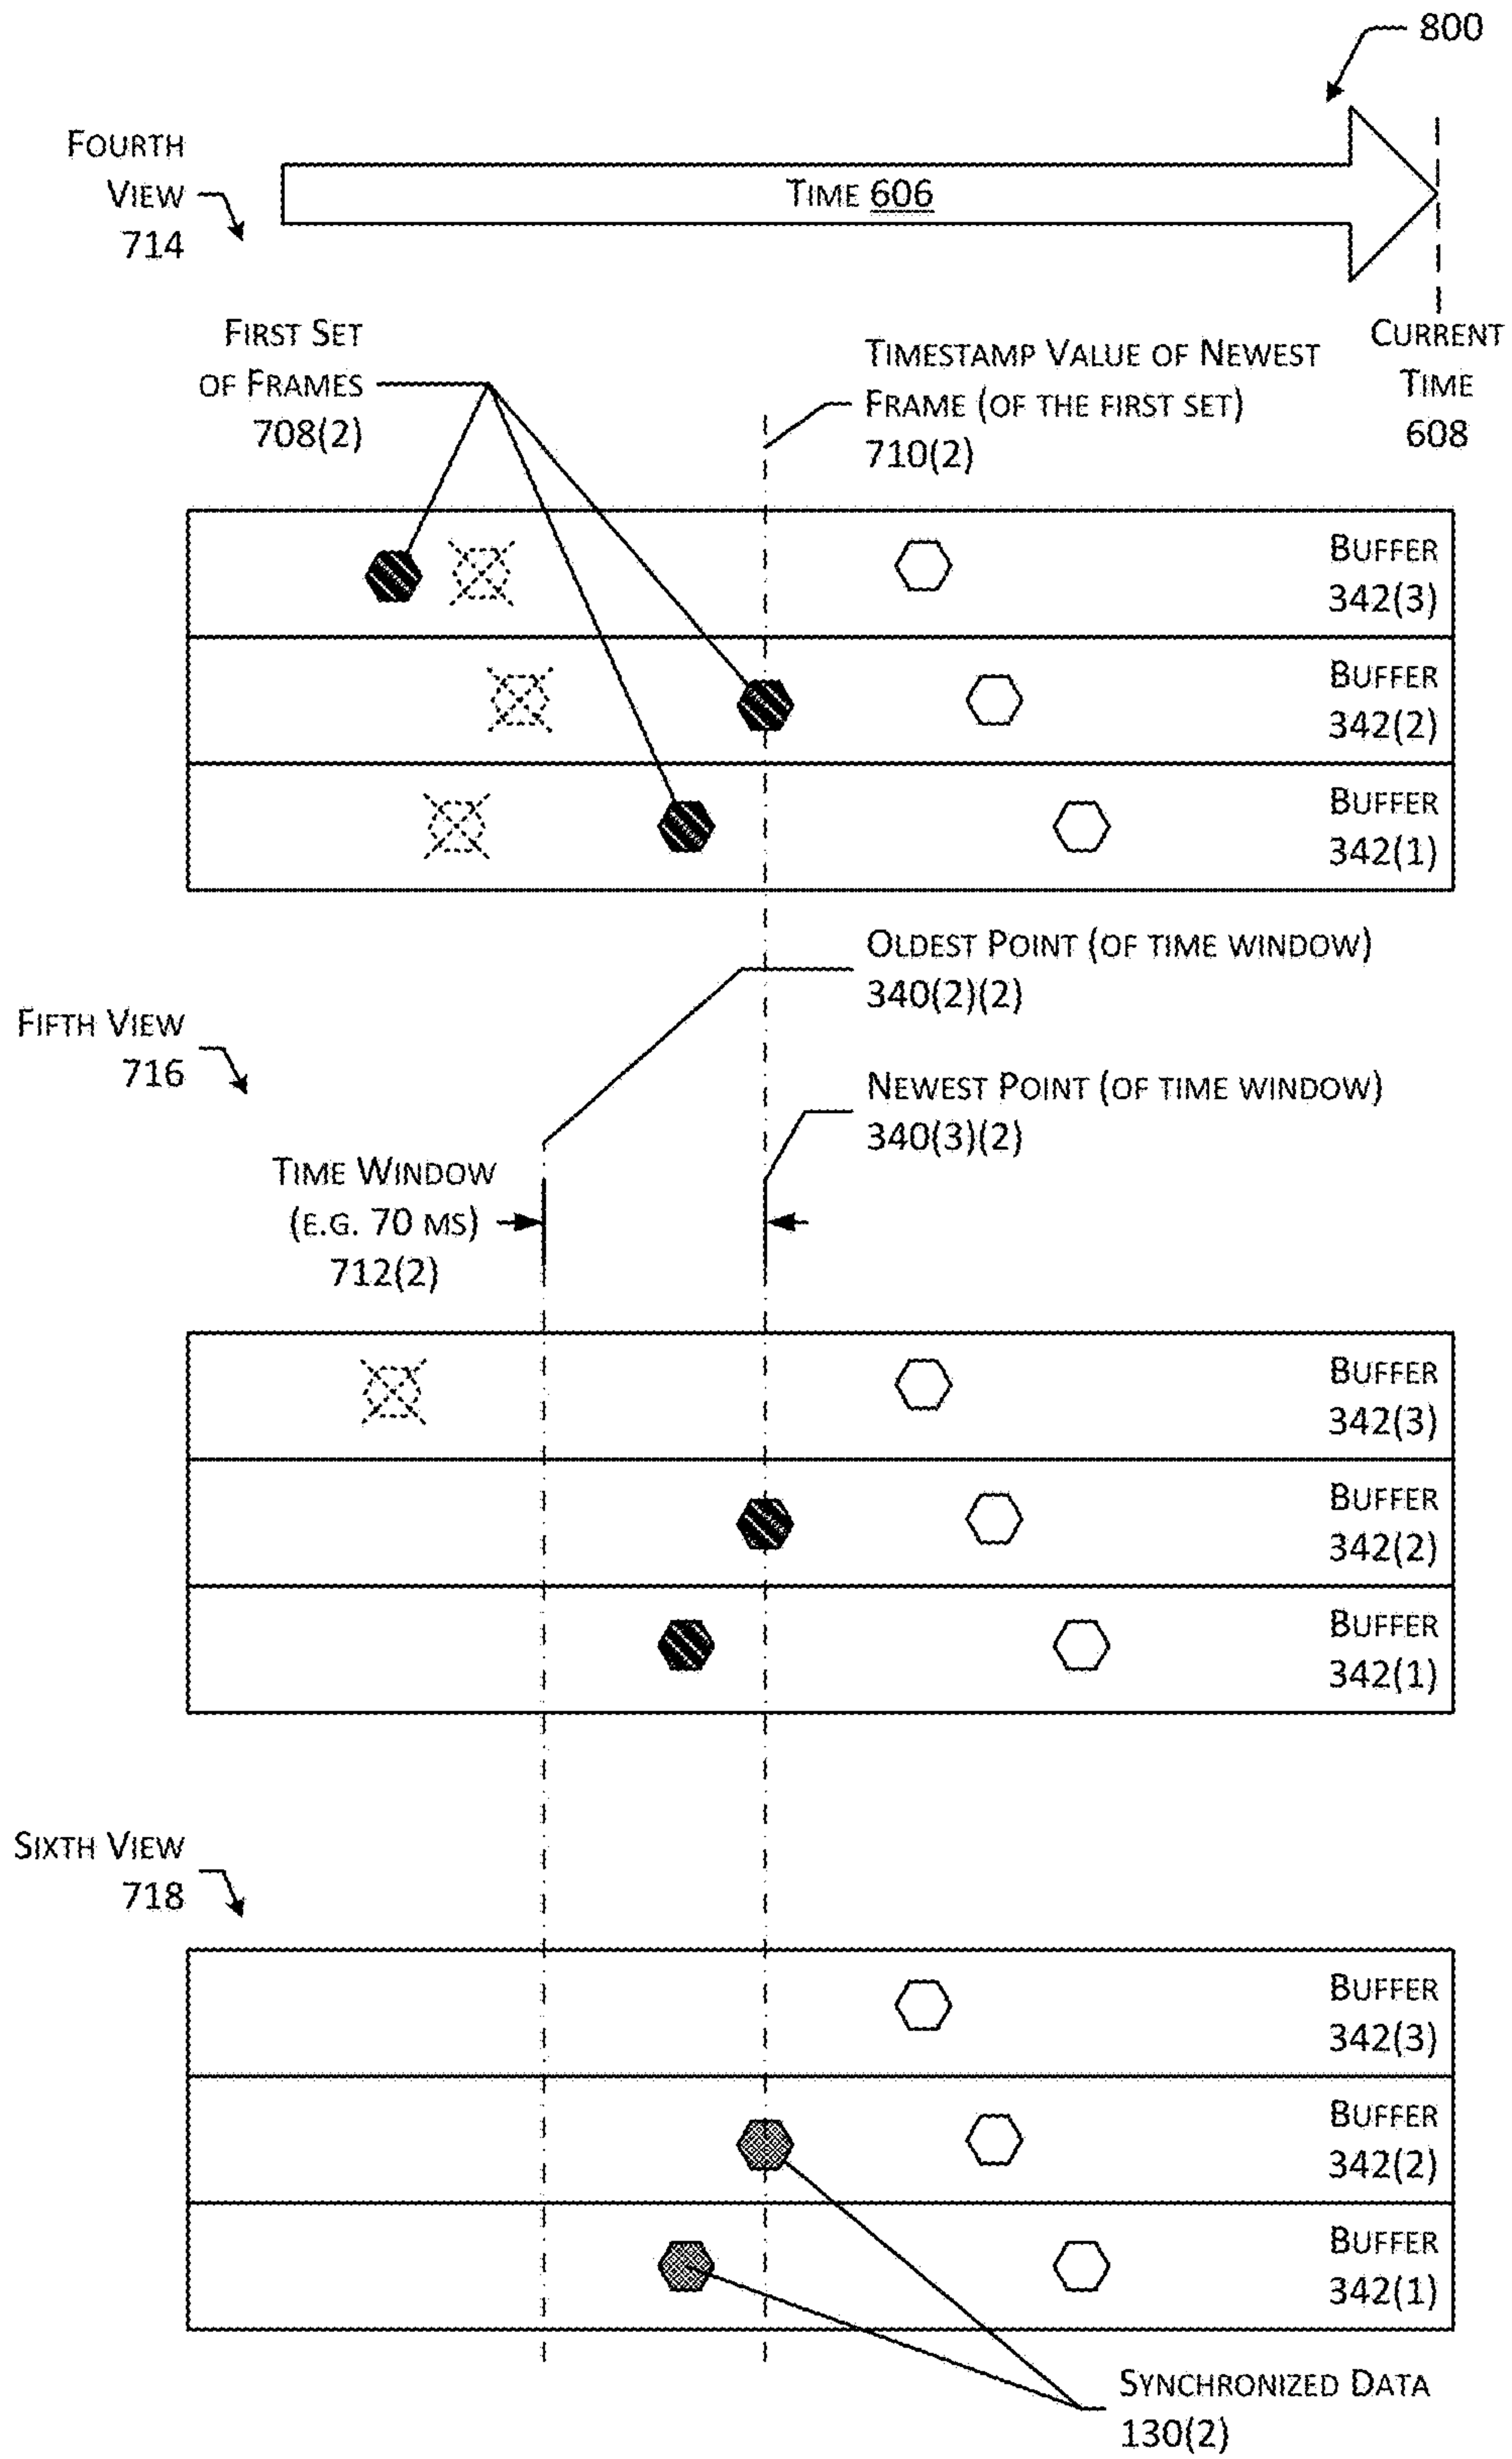 800
FOURTH
VIEW
714
TIME 606
FIRST SET
OF FRAMES
708(2)
TIMESTAMP VALUE OF NEWEST
FRAME (OF THE FIRST SET)
710(2)
CURRENT
TIME
608
BUFFER
342(3)
BUFFER
342(2)
BUFFER
342(1)
OLDEST POINT (OF TIME WINDOW)
340(2)(2)
FIFTH VIEW
716
NEWEST POINT (OF TIME WINDOW)
340(3)(2)
TIME WINDOW
(E.G. 70 MS)
712(2)
BUFFER
342(3)
BUFFER
342(2)
BUFFER
342(1)
SIXTH VIEW
718
BUFFER
342(3)
BUFFER
342(2)
BUFFER
342(1)
SYNCHRONIZED DATA
130(2)